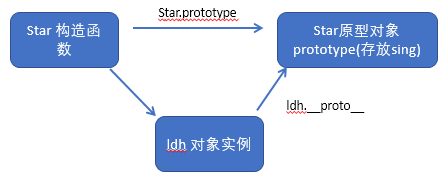 Star.prototype
Star 构造函
数
Star原型对象
prototype(存放sing)
ldh.__proto__
ldh 对象实例